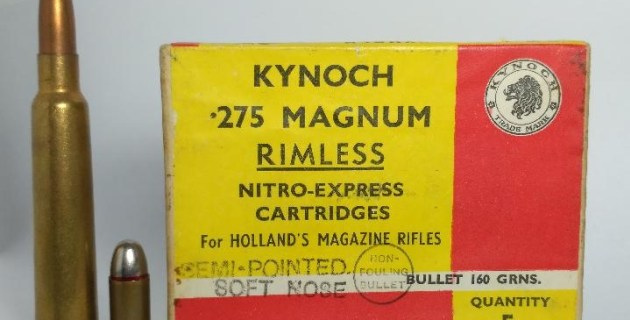 KYNOCH
.275 MAGNUM
RIMLESS
NITRO-EXPRESS
CARTRIDGES
For HOLLAND'S MAGAZINE RIFLES
SEMI-POINTED
SOFT NOSE
NON-
FOULING
BULLET
BULLET 160 GRNS.
QUANTITY
KYNOCH
TRADE MARK